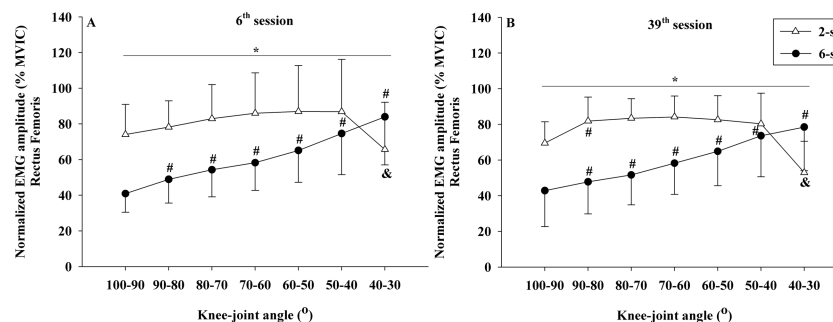 A
6th session
Normalized EMG amplitude (% MVIC)
Rectus Femoris
140
120
100
80
60
40
20
0
*
# # # # # #
&
100-90 90-80 80-70 70-60 60-50 50-40 40-30
Knee-joint angle (O)
B
39th session
2-s
6-s
Normalized EMG amplitude (% MVIC)
Rectus Femoris
140
120
100
80
60
40
20
0
*
#
# # # # # #
&
100-90 90-80 80-70 70-60 60-50 50-40 40-30
Knee-joint angle (O)